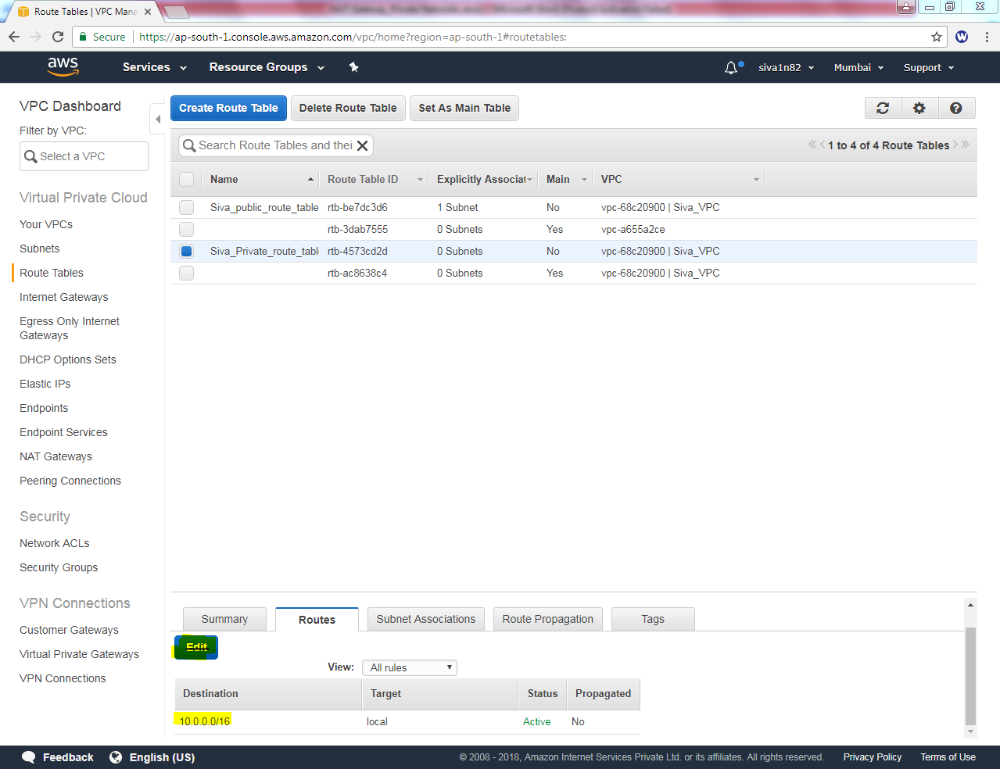 Route Tables | VPC Mana
Secure
https://ap-south-1.console.aws.amazon.com/vpc/home?region=ap-south-1#routetables:
aws
Services
Resource Groups
siva1n82
Mumbai
Support
VPC Dashboard
Filter by VPC:
Select a VPC
Virtual Private Cloud
Your VPCs
Subnets
Route Tables
Internet Gateways
Egress Only Internet
Gateways
DHCP Options Sets
Elastic IPs
Endpoints
Endpoint Services
NAT Gateways
Peering Connections
Security
Network ACLs
Security Groups
VPN Connections
Customer Gateways
Virtual Private Gateways
VPN Connections
Create Route Table Delete Route Table Set As Main Table
Search Route Tables and thei
1 to 4 of 4 Route Tables
Name Route Table ID Explicitly Associat Main VPC
Siva_public_route_table rtb-be7dc3d6 1 Subnet No vpc-68c20900 | Siva_VPC
rtb-3dab7555 0 Subnets Yes vpc-a655a2ce
Siva_Private_route_tabl rtb-4573cd2d 0 Subnets No vpc-68c20900 | Siva_VPC
rtb-ac8638c4 0 Subnets Yes vpc-68c20900 | Siva_VPC
Summary Routes Subnet Associations Route Propagation Tags
Edit
View: All rules
Destination Target Status Propagated
10.0.0.0/16 local Active No
Feedback English (US)
© 2008 - 2018, Amazon Internet Services Private Ltd. or its affiliates. All rights reserved. Privacy Policy Terms of Use